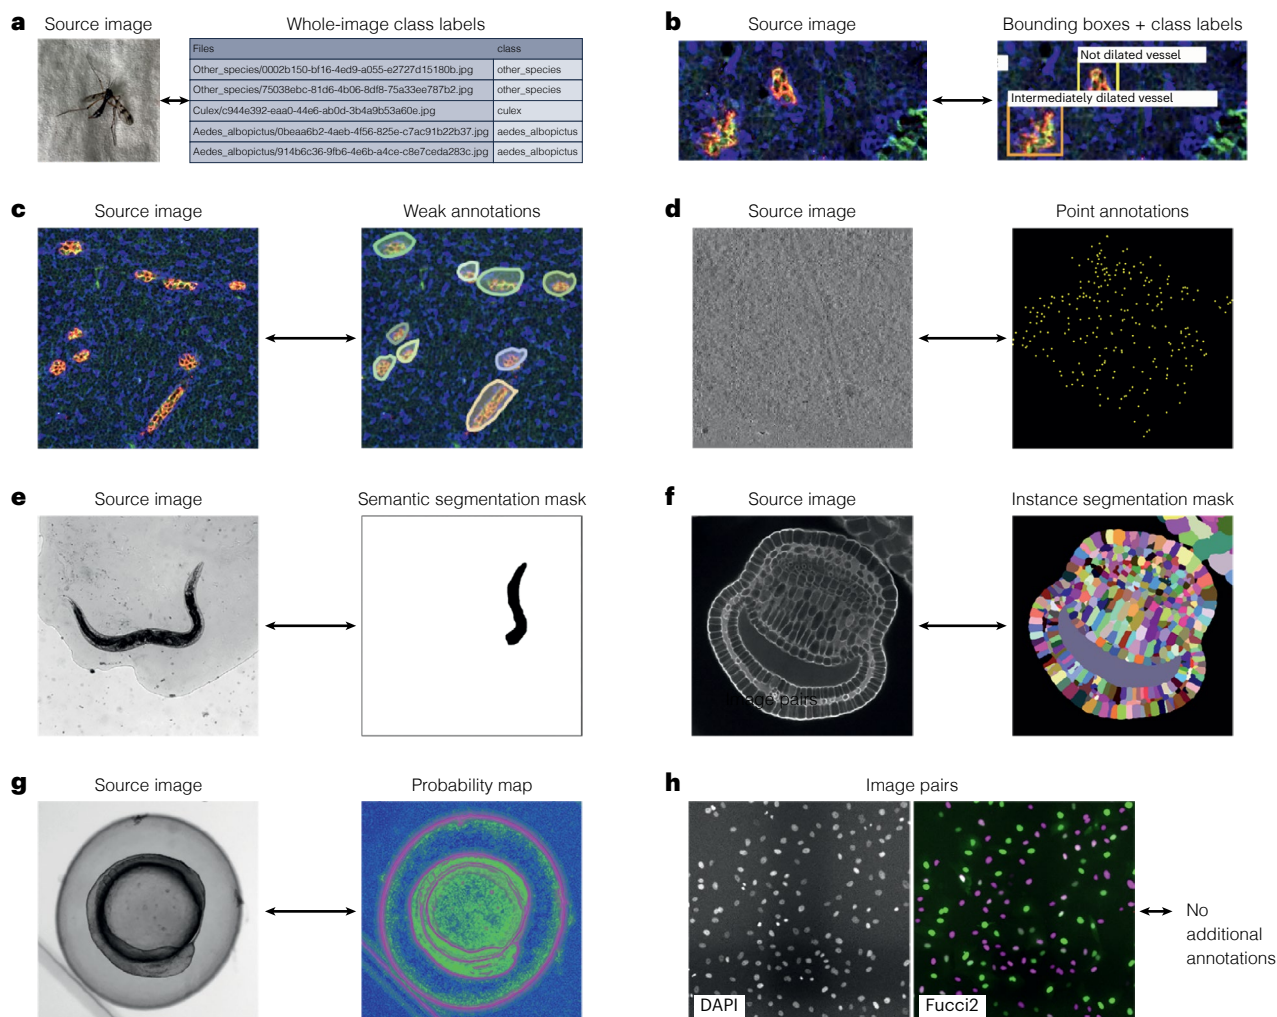 a
Source image
Whole-image class labels
Files class
Other_species/0002b150-bf16-4ed9-a055-e2727d15180b.jpg other_species
Other_species/75038ebc-81d6-4b06-8df8-75a33ee787b2.jpg other_species
Culex/c944e392-eaa0-44e6-ab0d-3b4a9b53a60e.jpg culex
Aedes_albopictus/0beaa6b2-4aeb-4f56-825e-c7ac91b22b37.jpg aedes_albopictus
Aedes_albopictus/914b6c36-9fb6-4e6b-a4ce-c8e7ceda283c.jpg aedes_albopictus
b
Source image
Bounding boxes + class labels
Not dilated vessel
Intermediately dilated vessel
c
Source image
Weak annotations
d
Source image
Point annotations
e
Source image
Semantic segmentation mask
f
Source image
Instance segmentation mask
Image pairs
g
Source image
Probability map
h
Image pairs
DAPI
Fucci2
No
additional
annotations